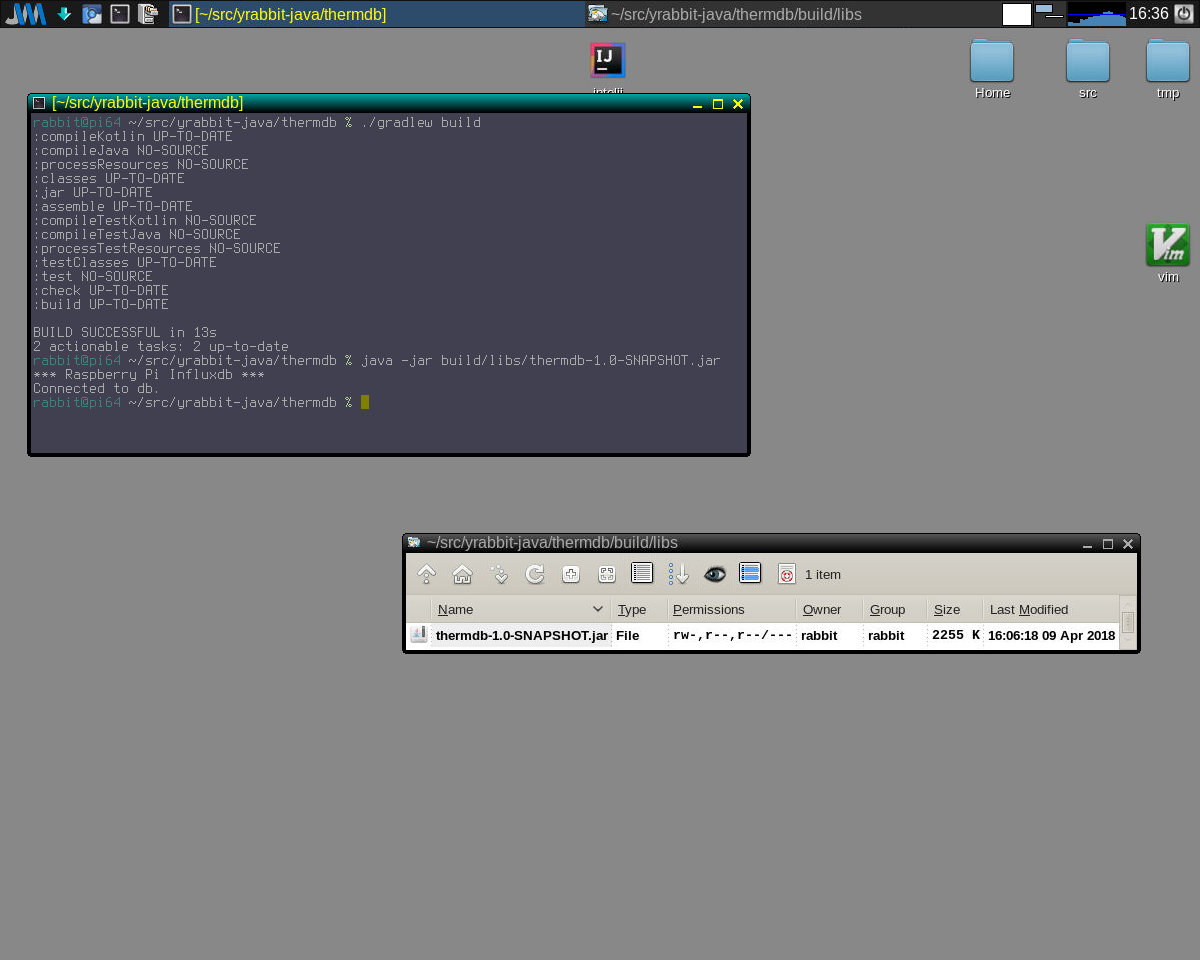 [~/src/yrabbit-java/thermdb]
~/src/yrabbit-java/thermdb/build/libs
16:36
IJ
Home
src
tmp
[~/src/yrabbit-java/thermdb]
rabbit@pi64 ~/src/yrabbit-java/thermdb % ./gradlew build
:compileKotlin UP-TO-DATE
:compileJava NO-SOURCE
:processResources NO-SOURCE
:classes UP-TO-DATE
:jar UP-TO-DATE
:assemble UP-TO-DATE
:compileTestKotlin NO-SOURCE
:compileTestJava NO-SOURCE
:processTestResources NO-SOURCE
:testClasses UP-TO-DATE
:test NO-SOURCE
:check UP-TO-DATE
:build UP-TO-DATE
BUILD SUCCESSFUL in 13s
2 actionable tasks: 2 up-to-date
rabbit@pi64 ~/src/yrabbit-java/thermdb % java -jar build/libs/thermdb-1.0-SNAPSHOT.jar
*** Raspberry Pi Influxdb ***
Connected to db.
rabbit@pi64 ~/src/yrabbit-java/thermdb %
Vim
vim
~/src/yrabbit-java/thermdb/build/libs
1 item
Name Type Permissions Owner Group Size Last Modified
thermdb-1.0-SNAPSHOT.jar File rw-,r--,r--/--- rabbit rabbit 2255 K 16:06:18 09 Apr 2018